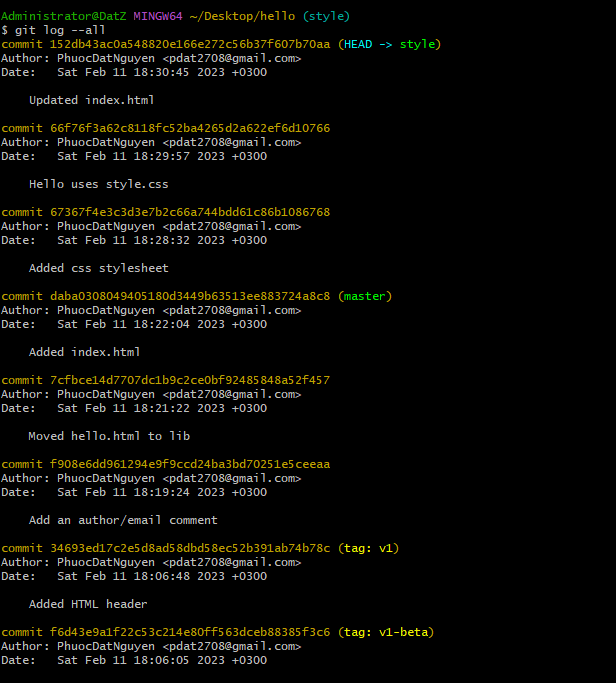 Administrator@DatZ MINGW64 ~/Desktop/hello (style)
$ git log --all
commit 152db43ac0a548820e166e272c56b37f607b70aa (HEAD -> style)
Author: PhuocDatNguyen <pdat2708@gmail.com>
Date:   Sat Feb 11 18:30:45 2023 +0300

    Updated index.html

commit 66f76f3a62c8118fc52ba4265d2a622ef6d10766
Author: PhuocDatNguyen <pdat2708@gmail.com>
Date:   Sat Feb 11 18:29:57 2023 +0300

    Hello uses style.css

commit 67367f4e3c3d3e7b2c66a744bdd61c86b1086768
Author: PhuocDatNguyen <pdat2708@gmail.com>
Date:   Sat Feb 11 18:28:32 2023 +0300

    Added css stylesheet

commit daba0308049405180d3449b63513ee883724a8c8 (master)
Author: PhuocDatNguyen <pdat2708@gmail.com>
Date:   Sat Feb 11 18:22:04 2023 +0300

    Added index.html

commit 7cfbce14d7707dc1b9c2ce0bf92485848a52f457
Author: PhuocDatNguyen <pdat2708@gmail.com>
Date:   Sat Feb 11 18:21:22 2023 +0300

    Moved hello.html to lib

commit f908e6dd961294e9f9ccd24ba3bd70251e5ceeaa
Author: PhuocDatNguyen <pdat2708@gmail.com>
Date:   Sat Feb 11 18:19:24 2023 +0300

    Add an author/email comment

commit 34693ed17c2e5d8ad58dbd58ec52b391ab74b78c (tag: v1)
Author: PhuocDatNguyen <pdat2708@gmail.com>
Date:   Sat Feb 11 18:06:48 2023 +0300

    Added HTML header

commit f6d43e9a1f22c53c214e80ff563dceb88385f3c6 (tag: v1-beta)
Author: PhuocDatNguyen <pdat2708@gmail.com>
Date:   Sat Feb 11 18:06:05 2023 +0300